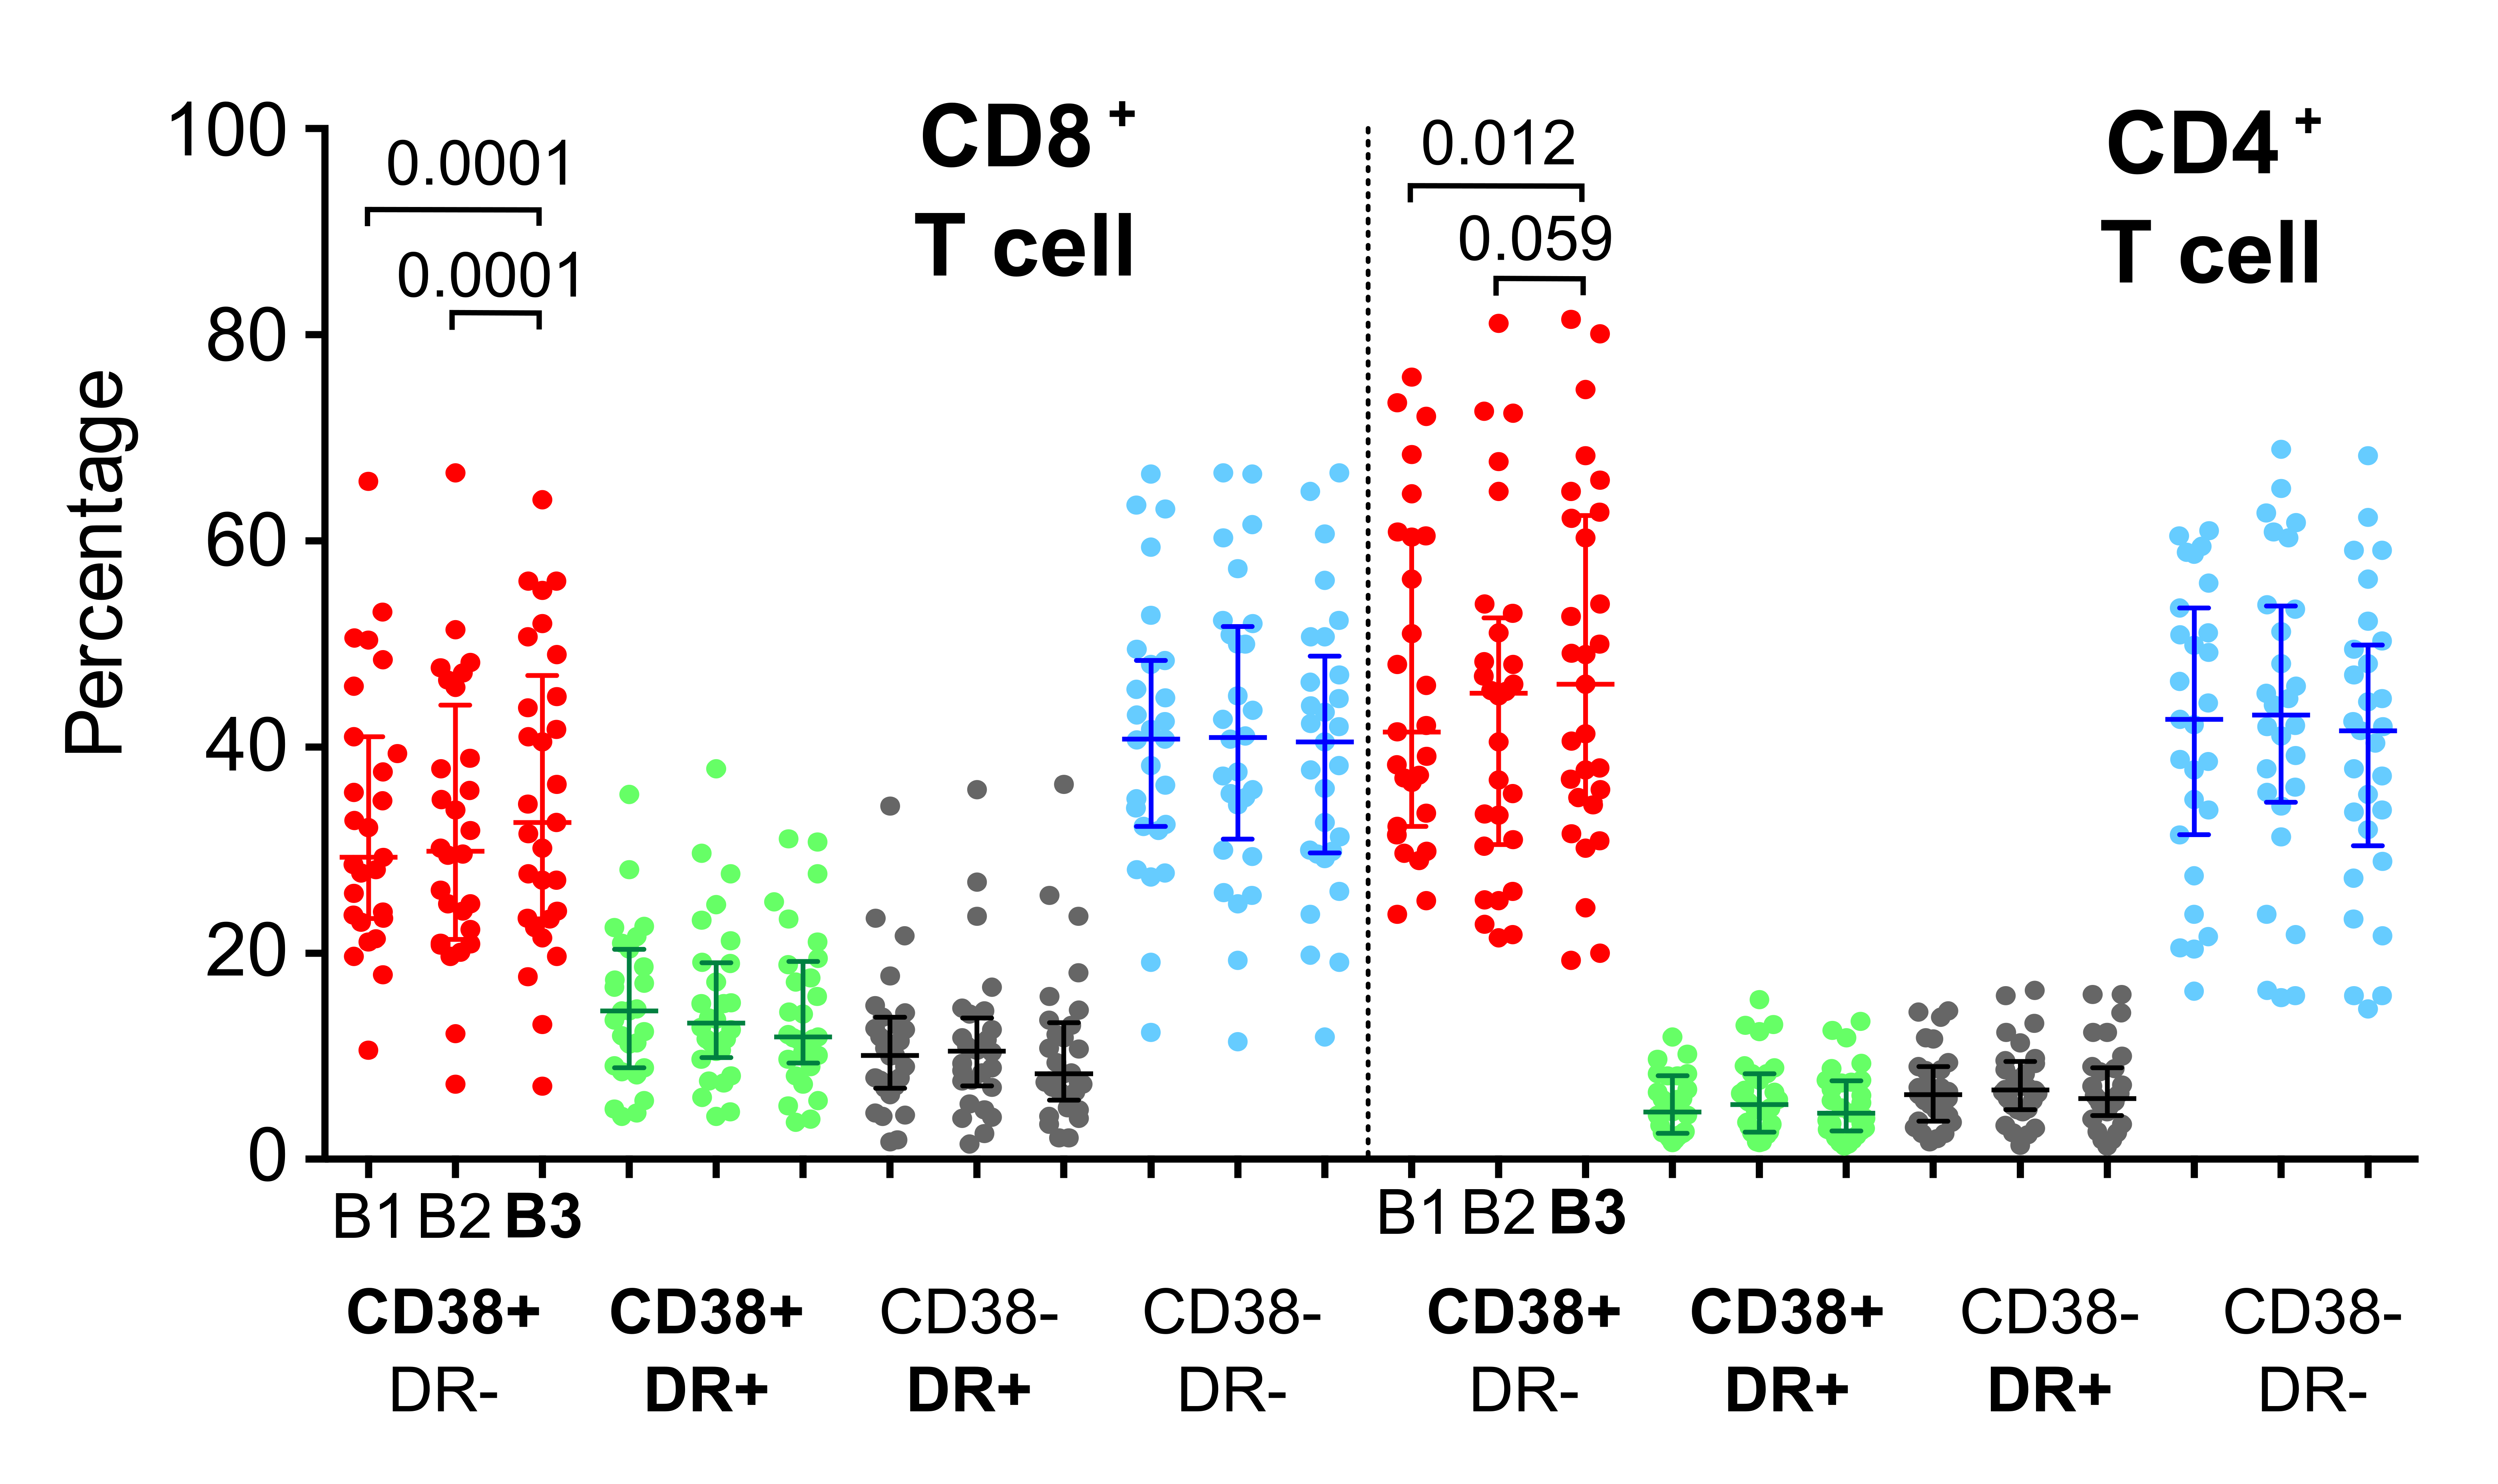 CD8+ CD4+
T cell T cell
0.0001 0.012
0.0001 0.059
Percentage
100
80
60
40
20
0
B1 B2 B3 B1 B2 B3
CD38+ CD38+ CD38- CD38- CD38+ CD38+ CD38- CD38-
DR- DR+ DR+ DR- DR- DR+ DR+ DR-